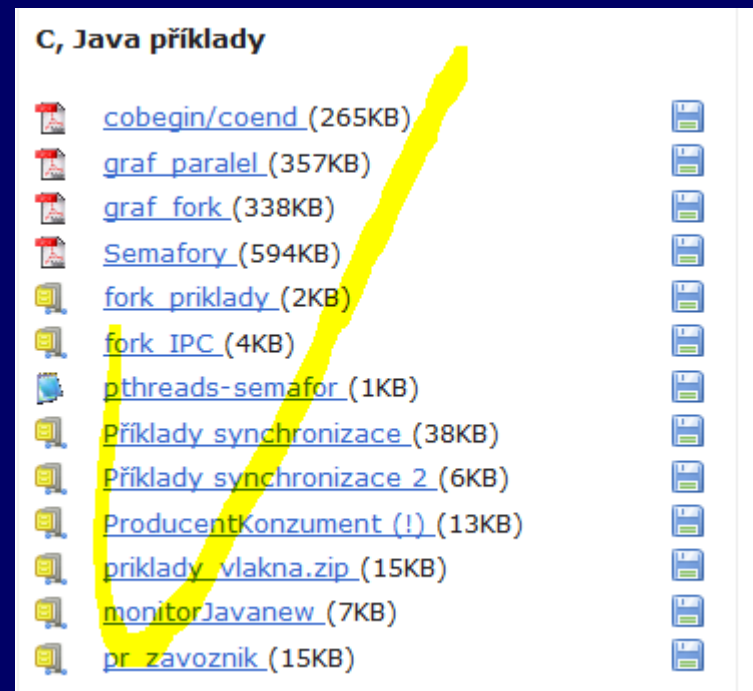 C, Java příklady
cobegin/coend (265KB)
graf_paralel (357KB)
graf_fork (338KB)
Semafory (594KB)
fork_priklady (2KB)
fork_IPC (4KB)
pthreads-semafor (1KB)
Příklady synchronizace (38KB)
Příklady synchronizace 2 (6KB)
ProducentKonzument (!) (13KB)
priklady_vlakna.zip (15KB)
monitorJavanew (7KB)
pr_zavoznik (15KB)